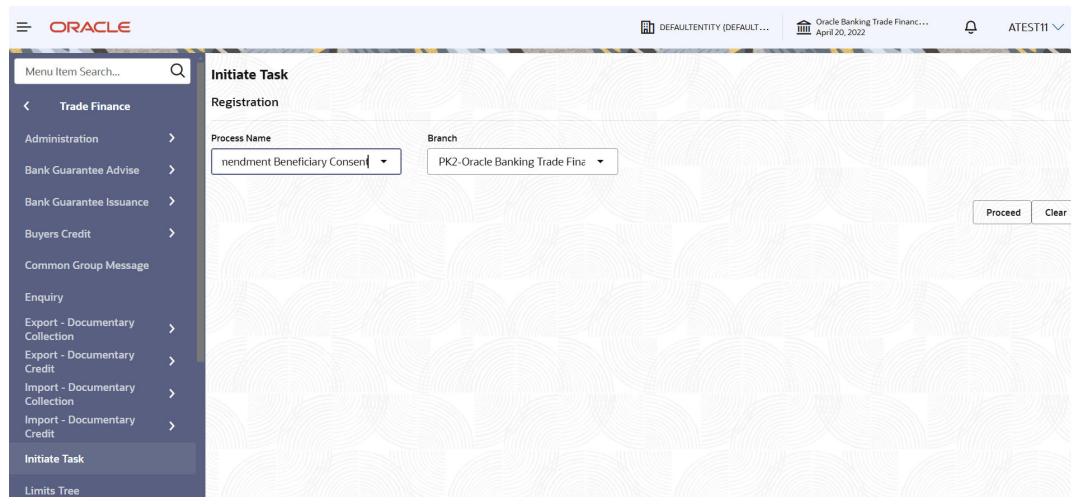 ORACLE
DEFAULTENTITY (DEFAULT...
Oracle Banking Trade Financ...
April 20, 2022
ATEST11
Menu Item Search...
Trade Finance
Administration
Bank Guarantee Advise
Bank Guarantee Issuance
Buyers Credit
Common Group Message
Enquiry
Export - Documentary
Collection
Export - Documentary
Credit
Import - Documentary
Collection
Import - Documentary
Credit
Initiate Task
Limits Tree
Initiate Task
Registration
Process Name
Branch
nendment Beneficiary Consent
PK2-Oracle Banking Trade Fina
Proceed
Clear